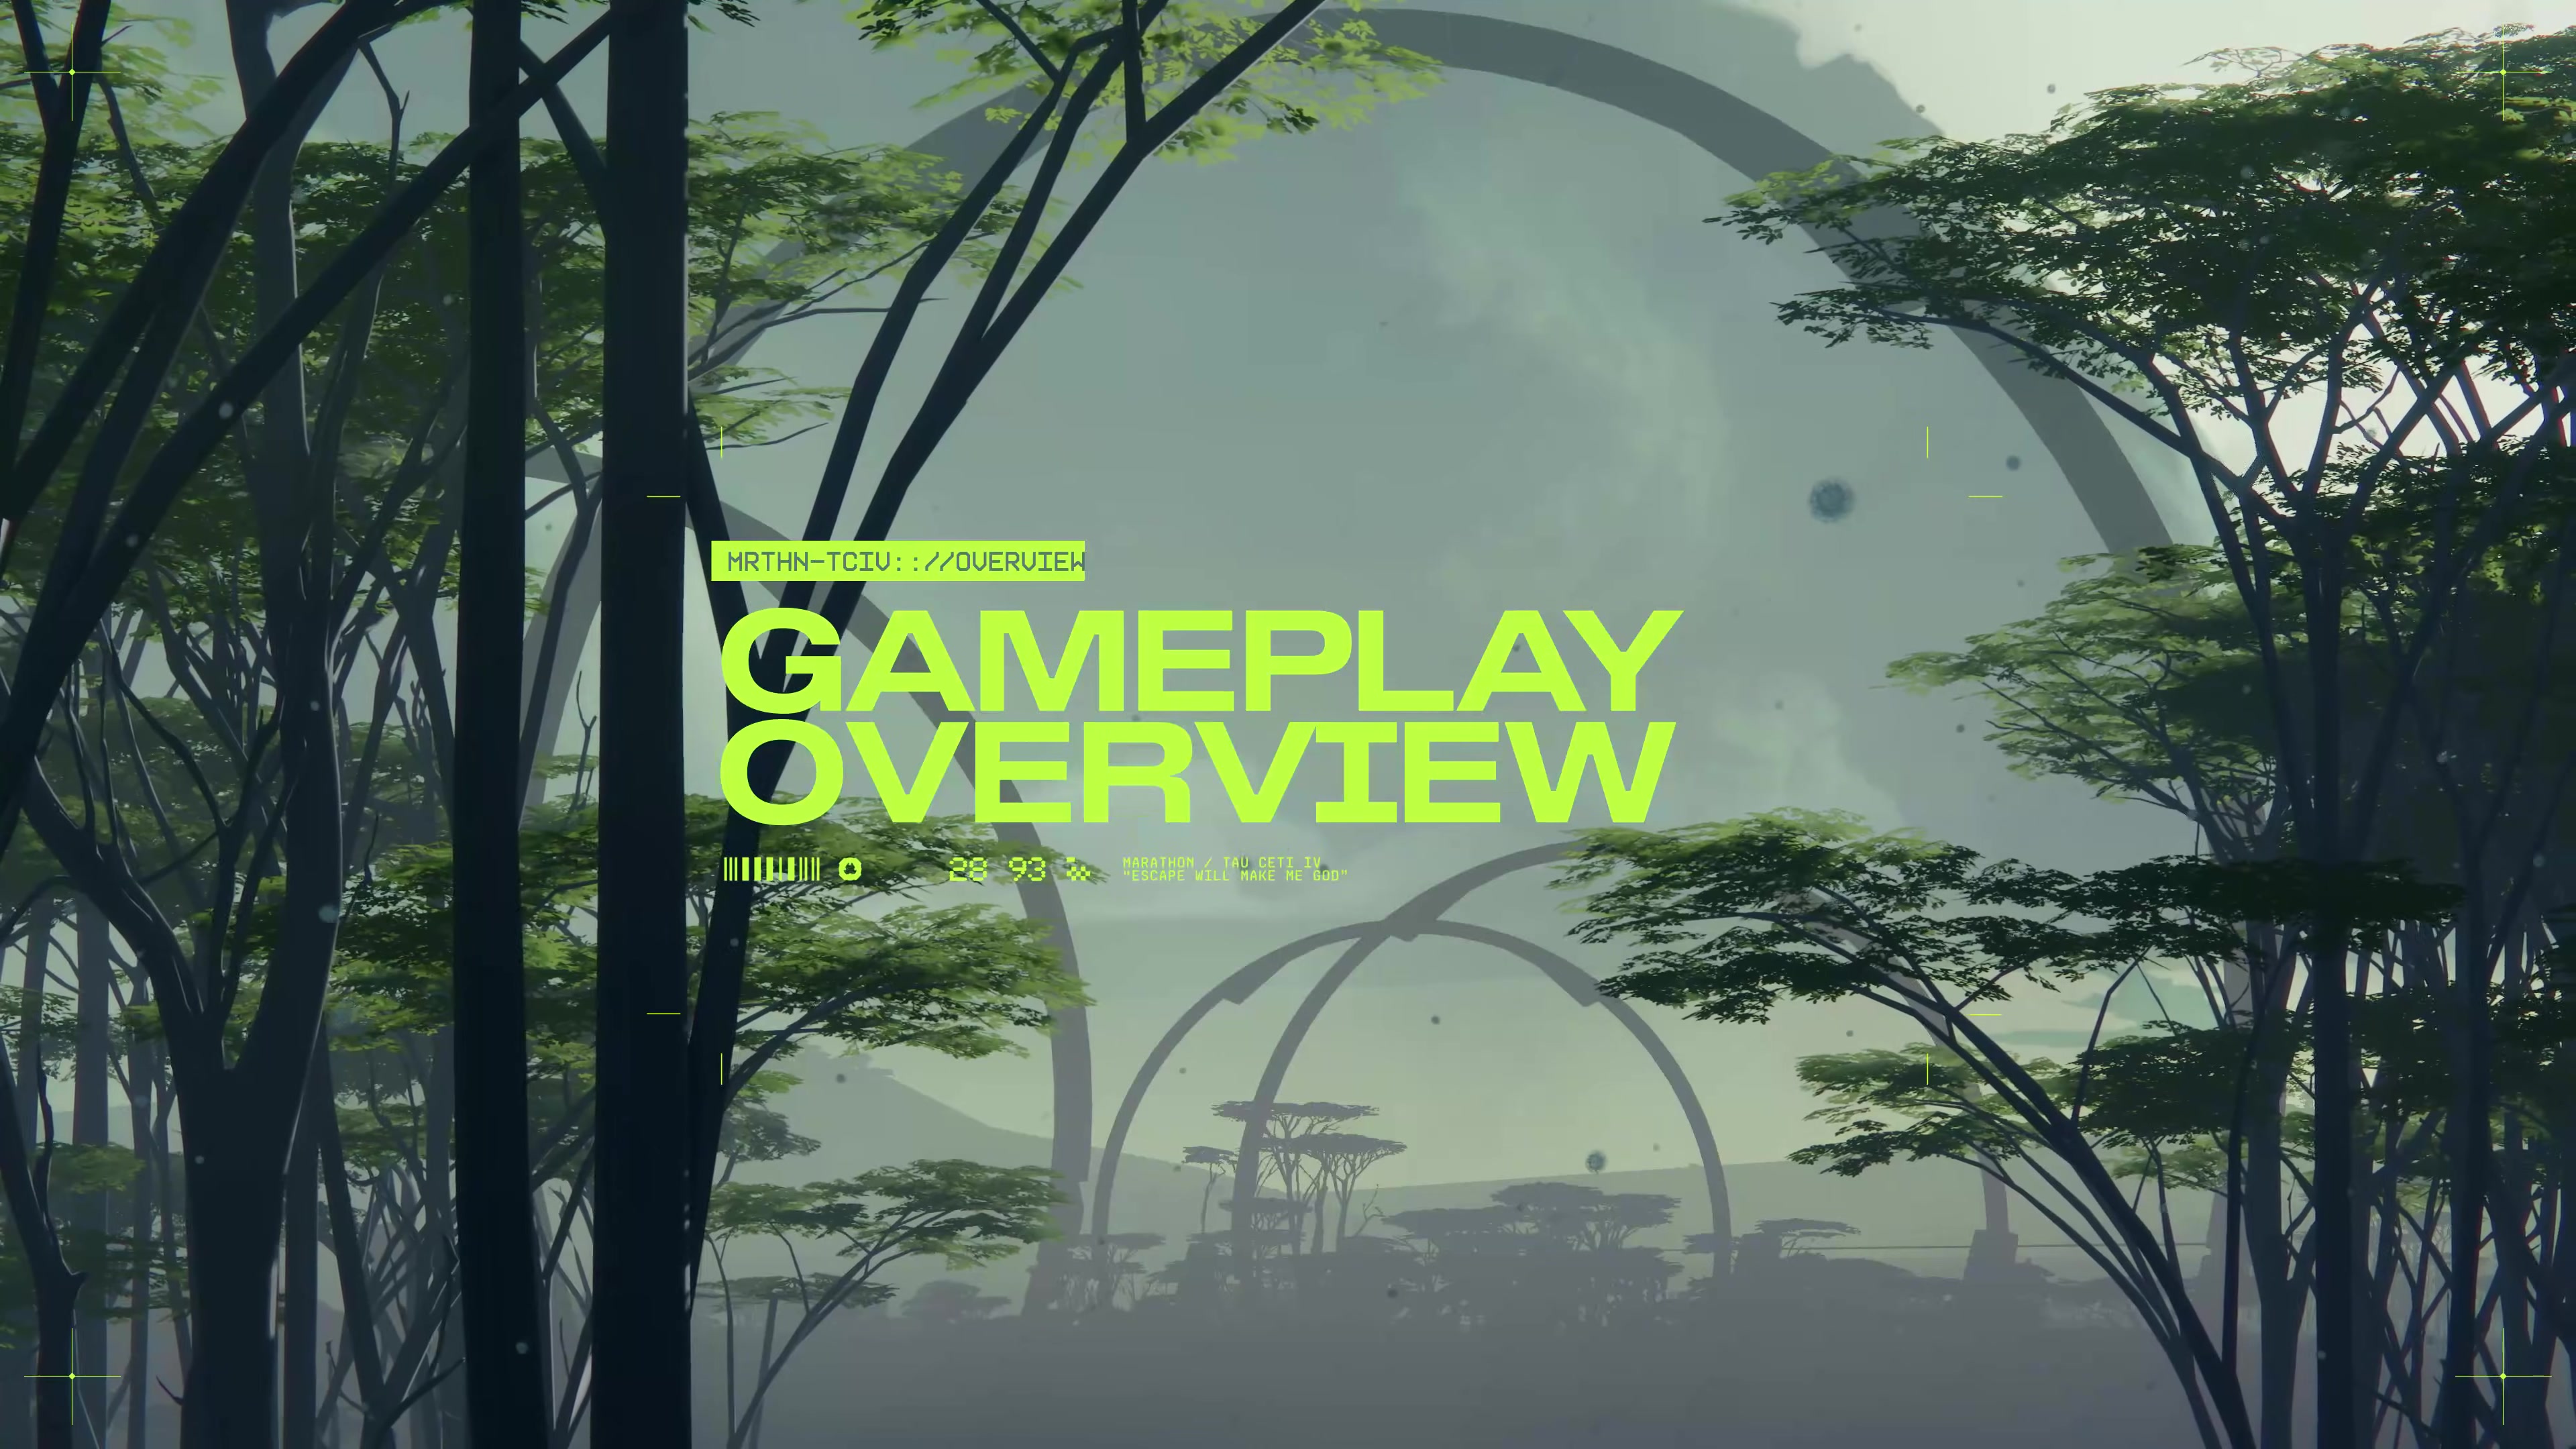 MRTHN-TCIV:://OVERVIEW
GAMEPLAY
OVERVIEW
28 93
MARATHON / TAU CETI IV
"ESCAPE WILL MAKE ME GOD"